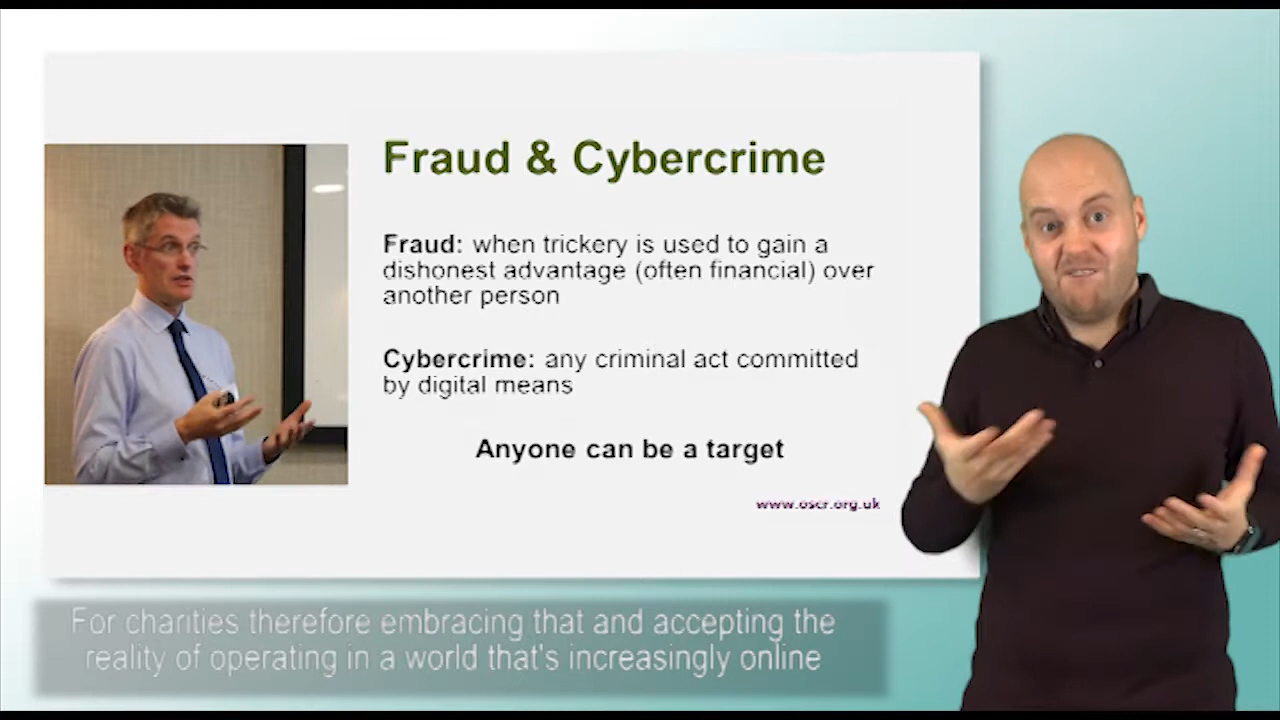 Fraud & Cybercrime
Fraud: when trickery is used to gain a
dishonest advantage (often financial) over
another person
Cybercrime: any criminal act committed
by digital means
Anyone can be a target
www.oscr.org.uk
For charities therefore embracing that and accepting the
reality of operating in a world that's increasingly online